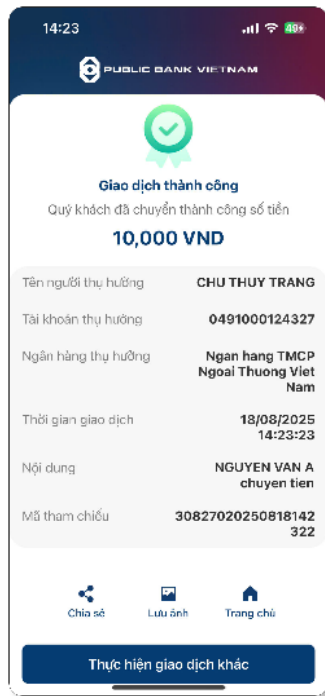 14:23
49
PUBLIC BANK VIETNAM
Giao dịch thành công
Quý khách đã chuyển thành công số tiền
10,000 VND
Tên người thụ hưởng CHU THUY TRANG
Tài khoản thụ hưởng 0491000124327
Ngân hàng thụ hưởng Ngan hang TMCP
Ngoai Thuong Viet
Nam
Thời gian giao dịch 18/08/2025
14:23:23
Nội dung NGUYEN VAN A
chuyen tien
Mã tham chiếu 30827020250818142
322
Chia sẻ Lưu ảnh Trang chủ
Thực hiện giao dịch khác